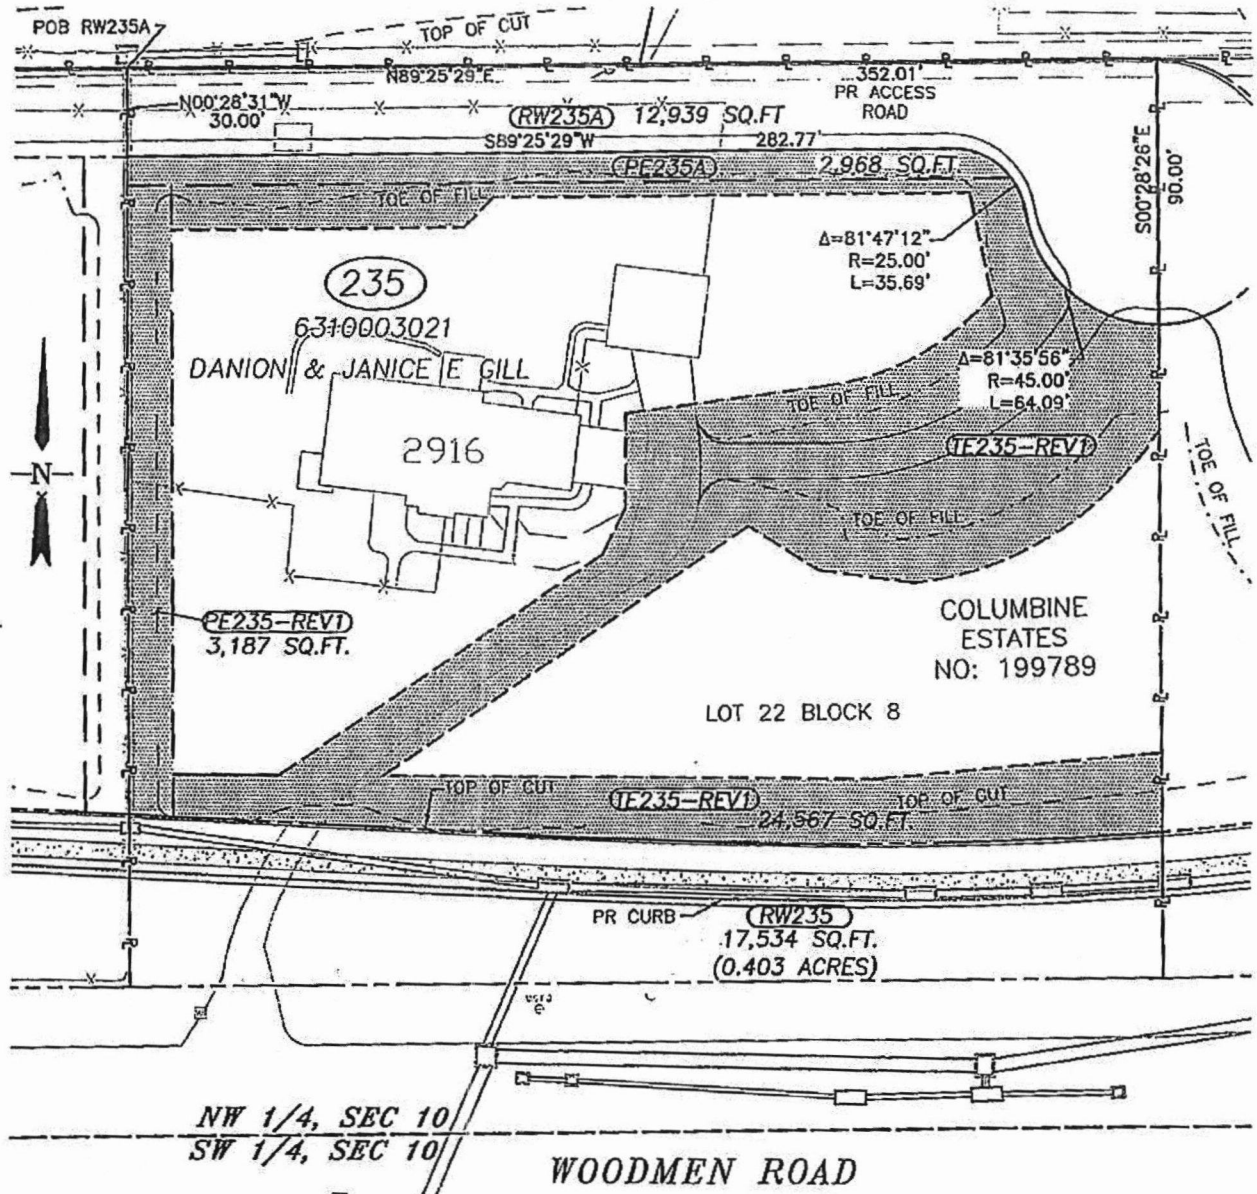 POB RW235A
TOP OF CUT
N89°25'29"E
352.01'
PR ACCESS
ROAD
N00°28'31"W
30.00'
RW235A 12,939 SQ.FT
S89°25'29"W 282.77'
S00°28'26"E
90.00'
PE235A 2,968 SQ.FT.
TOE OF FILL
Δ=81°47'12"
R=25.00'
L=35.69'
235
6310003021
DANION & JANICE E GILL
Δ=81°35'56"
R=45.00'
L=64.09'
TOE OF FILL
2916
TE235-REV1
N
TOE OF FILL
TOE OF FILL
PE235-REV1
3,187 SQ.FT.
COLUMBINE
ESTATES
NO: 199789
LOT 22 BLOCK 8
TOP OF CUT
TE235-REV1
24,567 SQ.FT.
TOP OF CUT
PR CURB
RW235
17,534 SQ.FT.
(0.403 ACRES)
NW 1/4, SEC 10
SW 1/4, SEC 10
WOODMEN ROAD